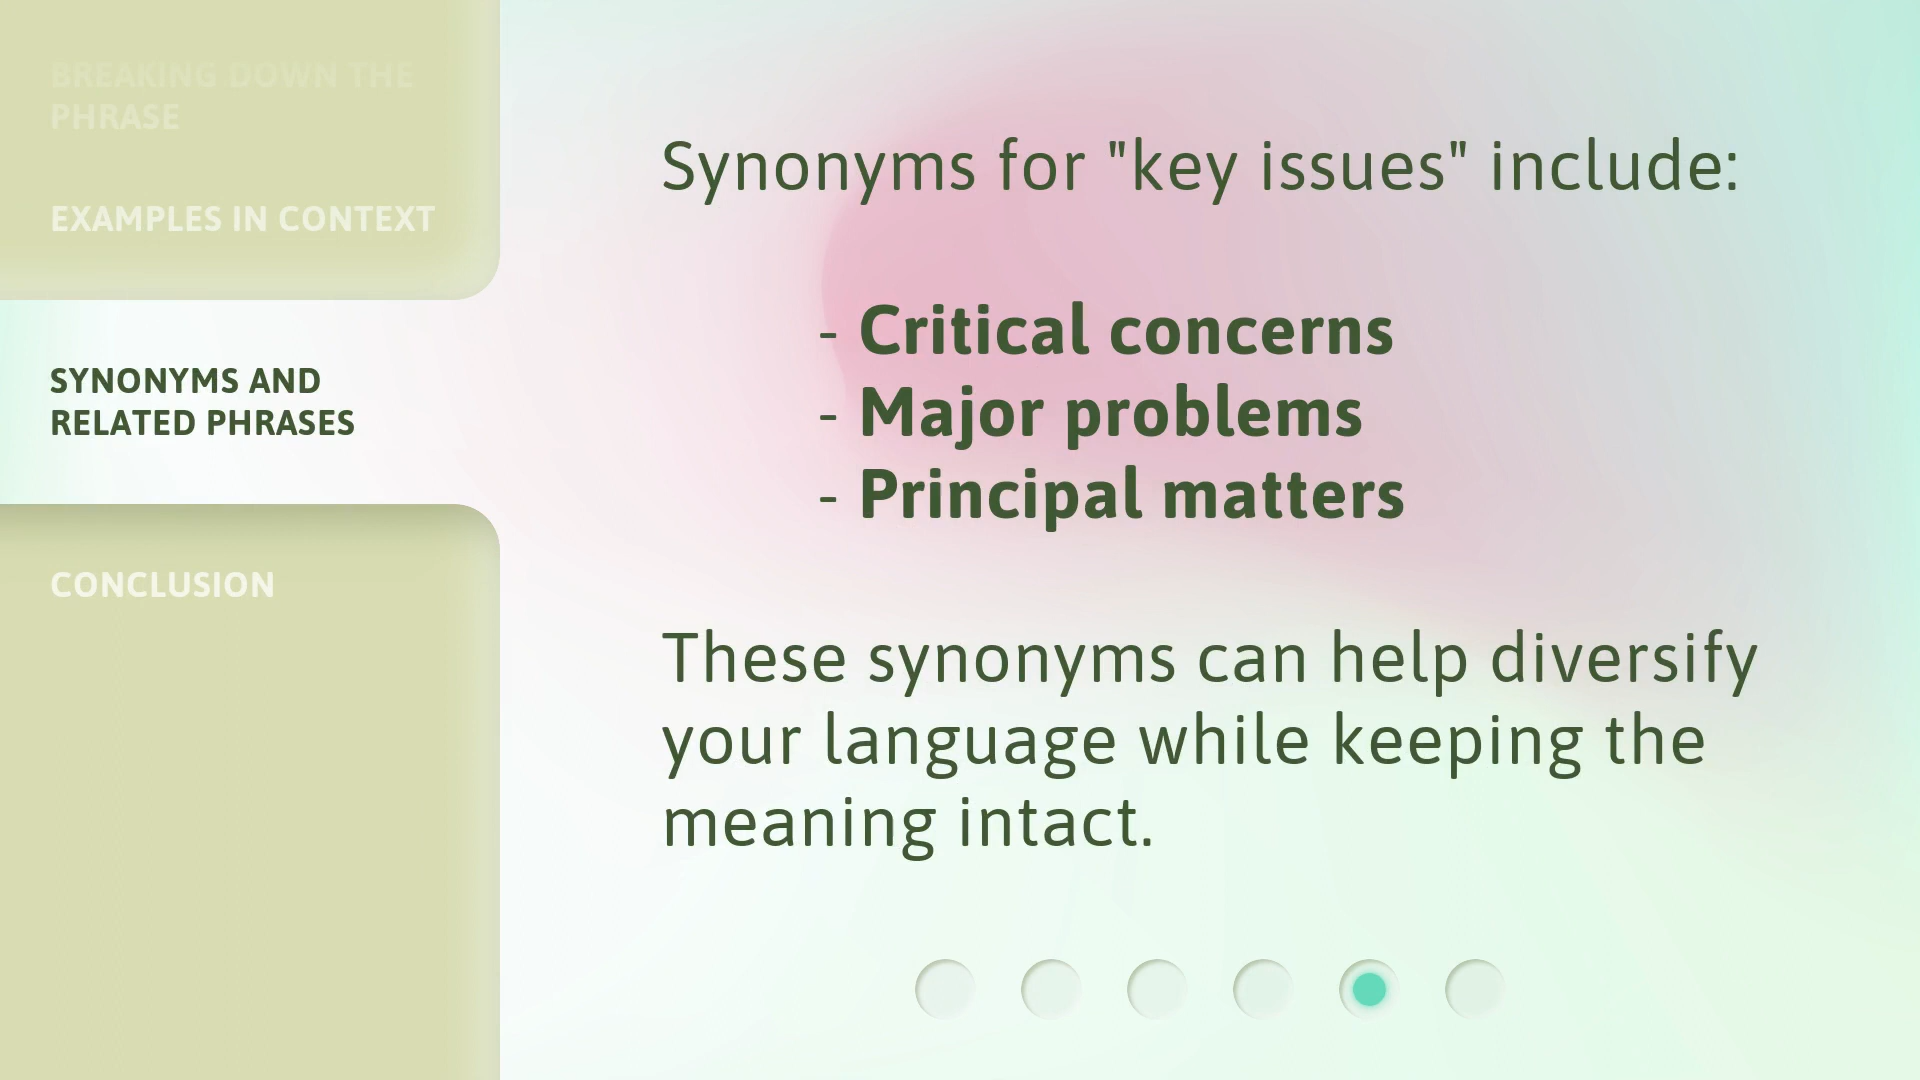 BREAKING DOWN THE
PHRASE
EXAMPLES IN CONTEXT
SYNONYMS AND
RELATED PHRASES
CONCLUSION
Synonyms for "key issues" include:
- Critical concerns
- Major problems
- Principal matters
These synonyms can help diversify
your language while keeping the
meaning intact.